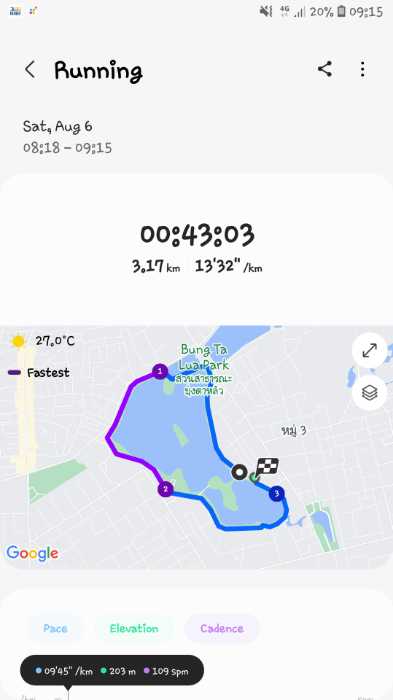 4G 20% 09:15
Running
Sat, Aug 6
08:18 – 09:15
00:43:03
3.17 km 13'32" /km
27.0°C
Fastest
Bung Ta
Lua Park
สวนสาธารณะ
บุ่งตาหลั่ว
หมู่ 3
1
2
3
Google
Pace Elevation Cadence
09'45" /km 203 m 109 spm